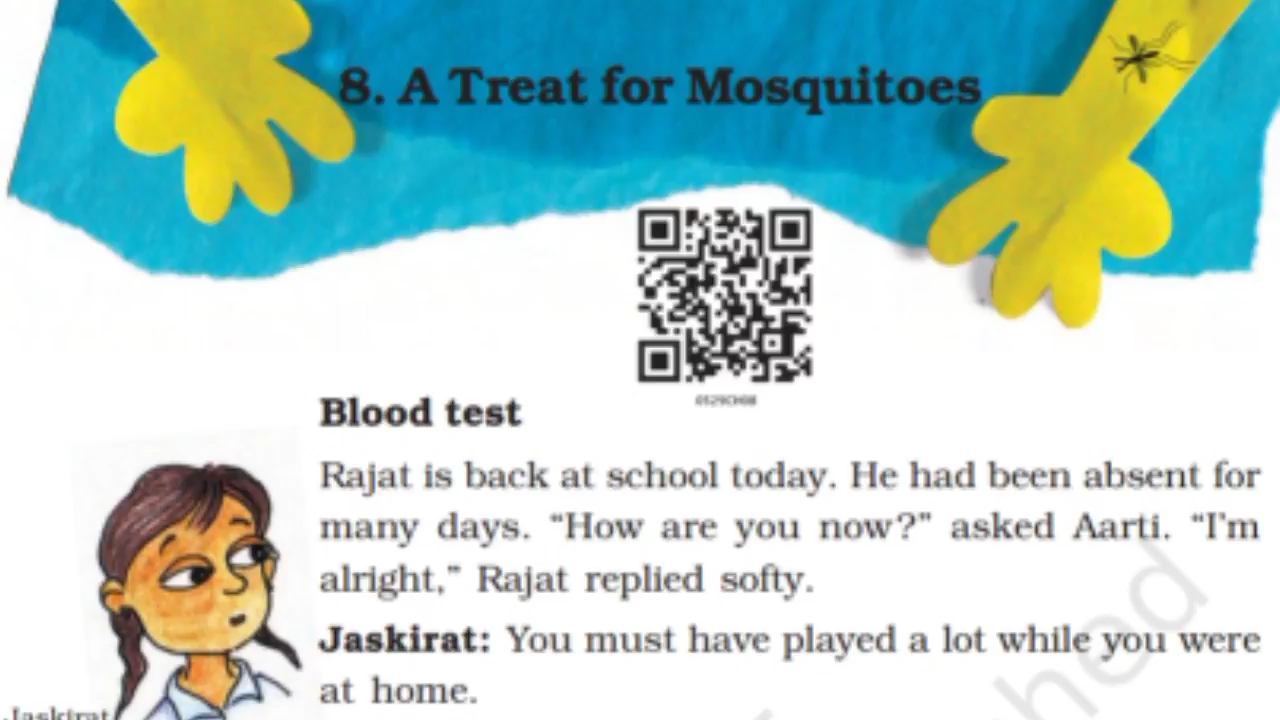 8. A Treat for Mosquitoes
Blood test
Rajat is back at school today. He had been absent for
many days. “How are you now?” asked Aarti. “I’m
alright,” Rajat replied softy.
Jaskirat: You must have played a lot while you were
at home.
Jaskirat